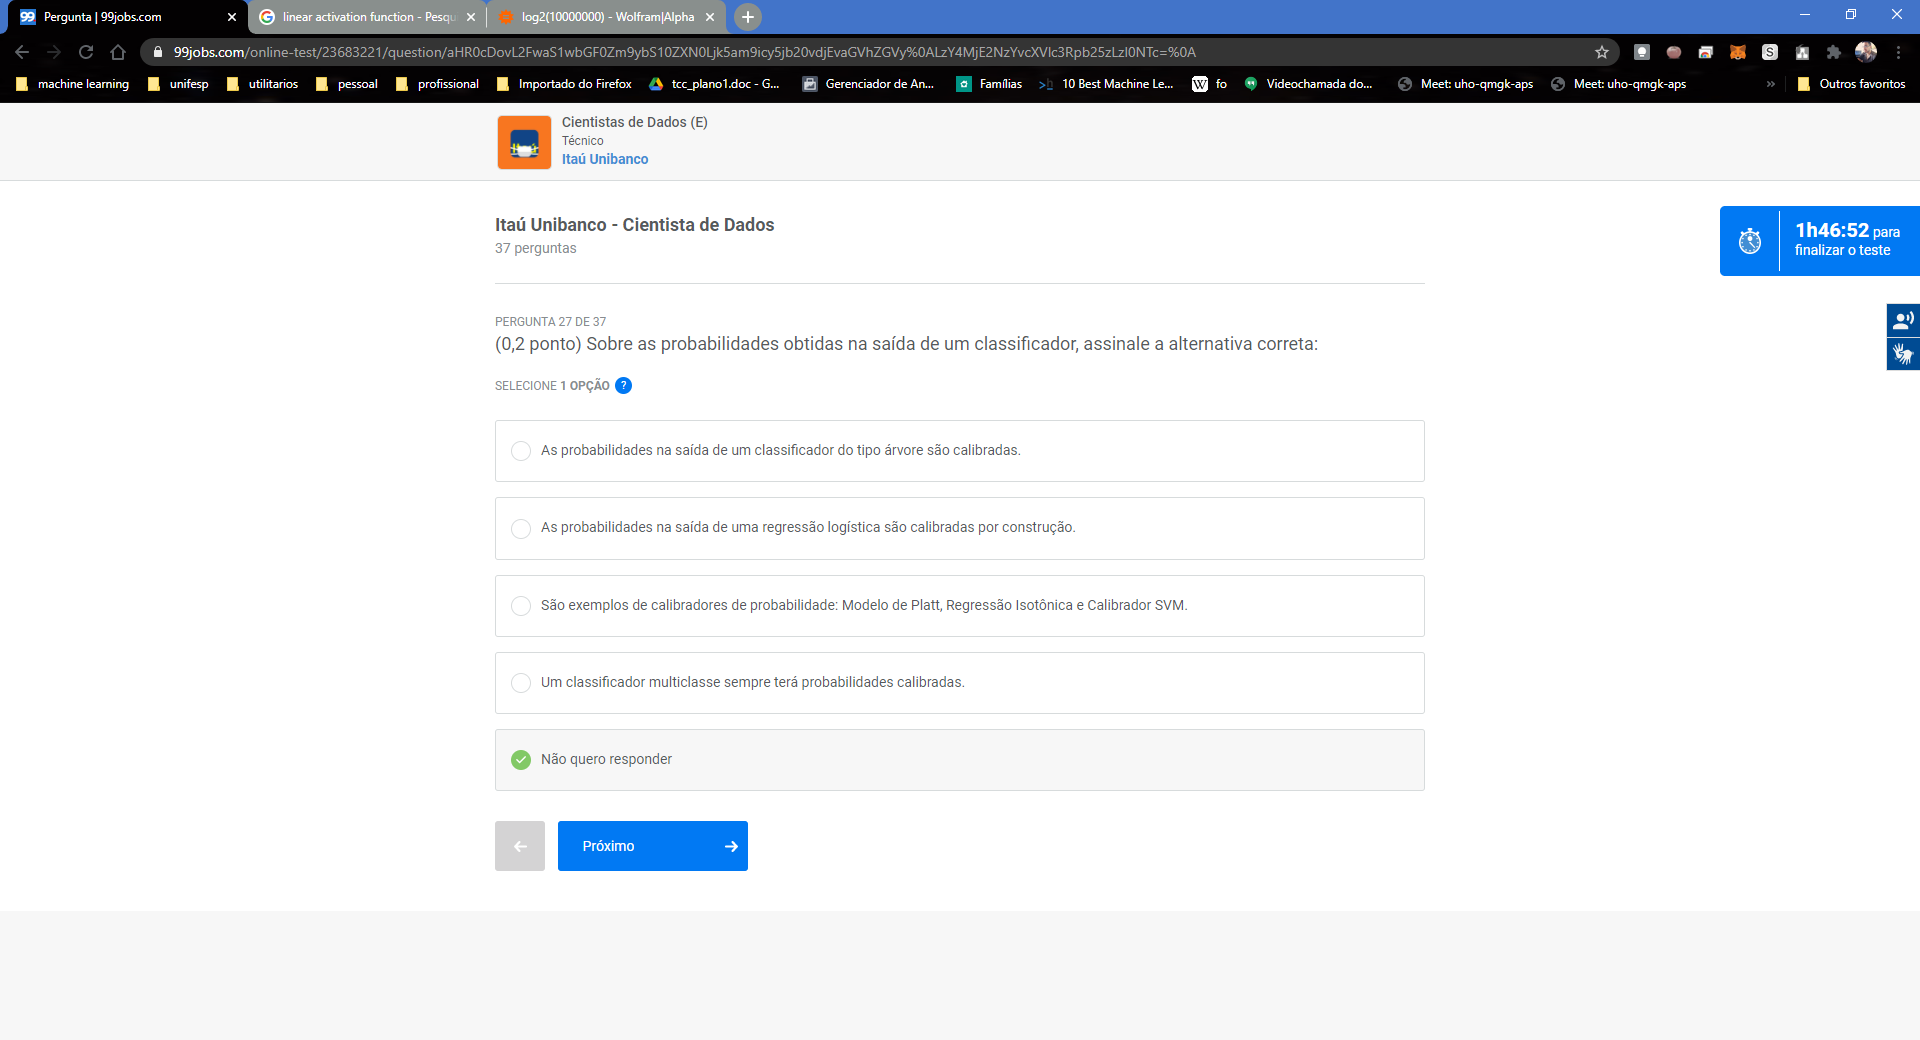 Pergunta | 99jobs.com
linear activation function - Pesqu
log2(10000000) - Wolfram|Alpha
99jobs.com/online-test/23683221/question/aHR0cDovL2FwaS1wbGF0Zm9ybS10ZXN0Ljk5am9icy5jb20vdjEvaGVhZGVy%0ALzY4MjE2NzYvcXVlc3Rpb25zLzI0NTc=%0A
machine learning
unifesp
utilitarios
pessoal
profissional
Importado do Firefox
tcc_plano1.doc - G...
Gerenciador de An...
Famílias
10 Best Machine Le...
W fo
Videochamada do...
Meet: uho-qmgk-aps
Meet: uho-qmgk-aps
»
Outros favoritos
Cientistas de Dados (E)
Técnico
Itaú Unibanco
Itaú Unibanco - Cientista de Dados
37 perguntas
1h46:52 para
finalizar o teste
PERGUNTA 27 DE 37
(0,2 ponto) Sobre as probabilidades obtidas na saída de um classificador, assinale a alternativa correta:
SELECIONE 1 OPÇÃO ?
As probabilidades na saída de um classificador do tipo árvore são calibradas.
As probabilidades na saída de uma regressão logística são calibradas por construção.
São exemplos de calibradores de probabilidade: Modelo de Platt, Regressão Isotônica e Calibrador SVM.
Um classificador multiclasse sempre terá probabilidades calibradas.
Não quero responder
Próximo